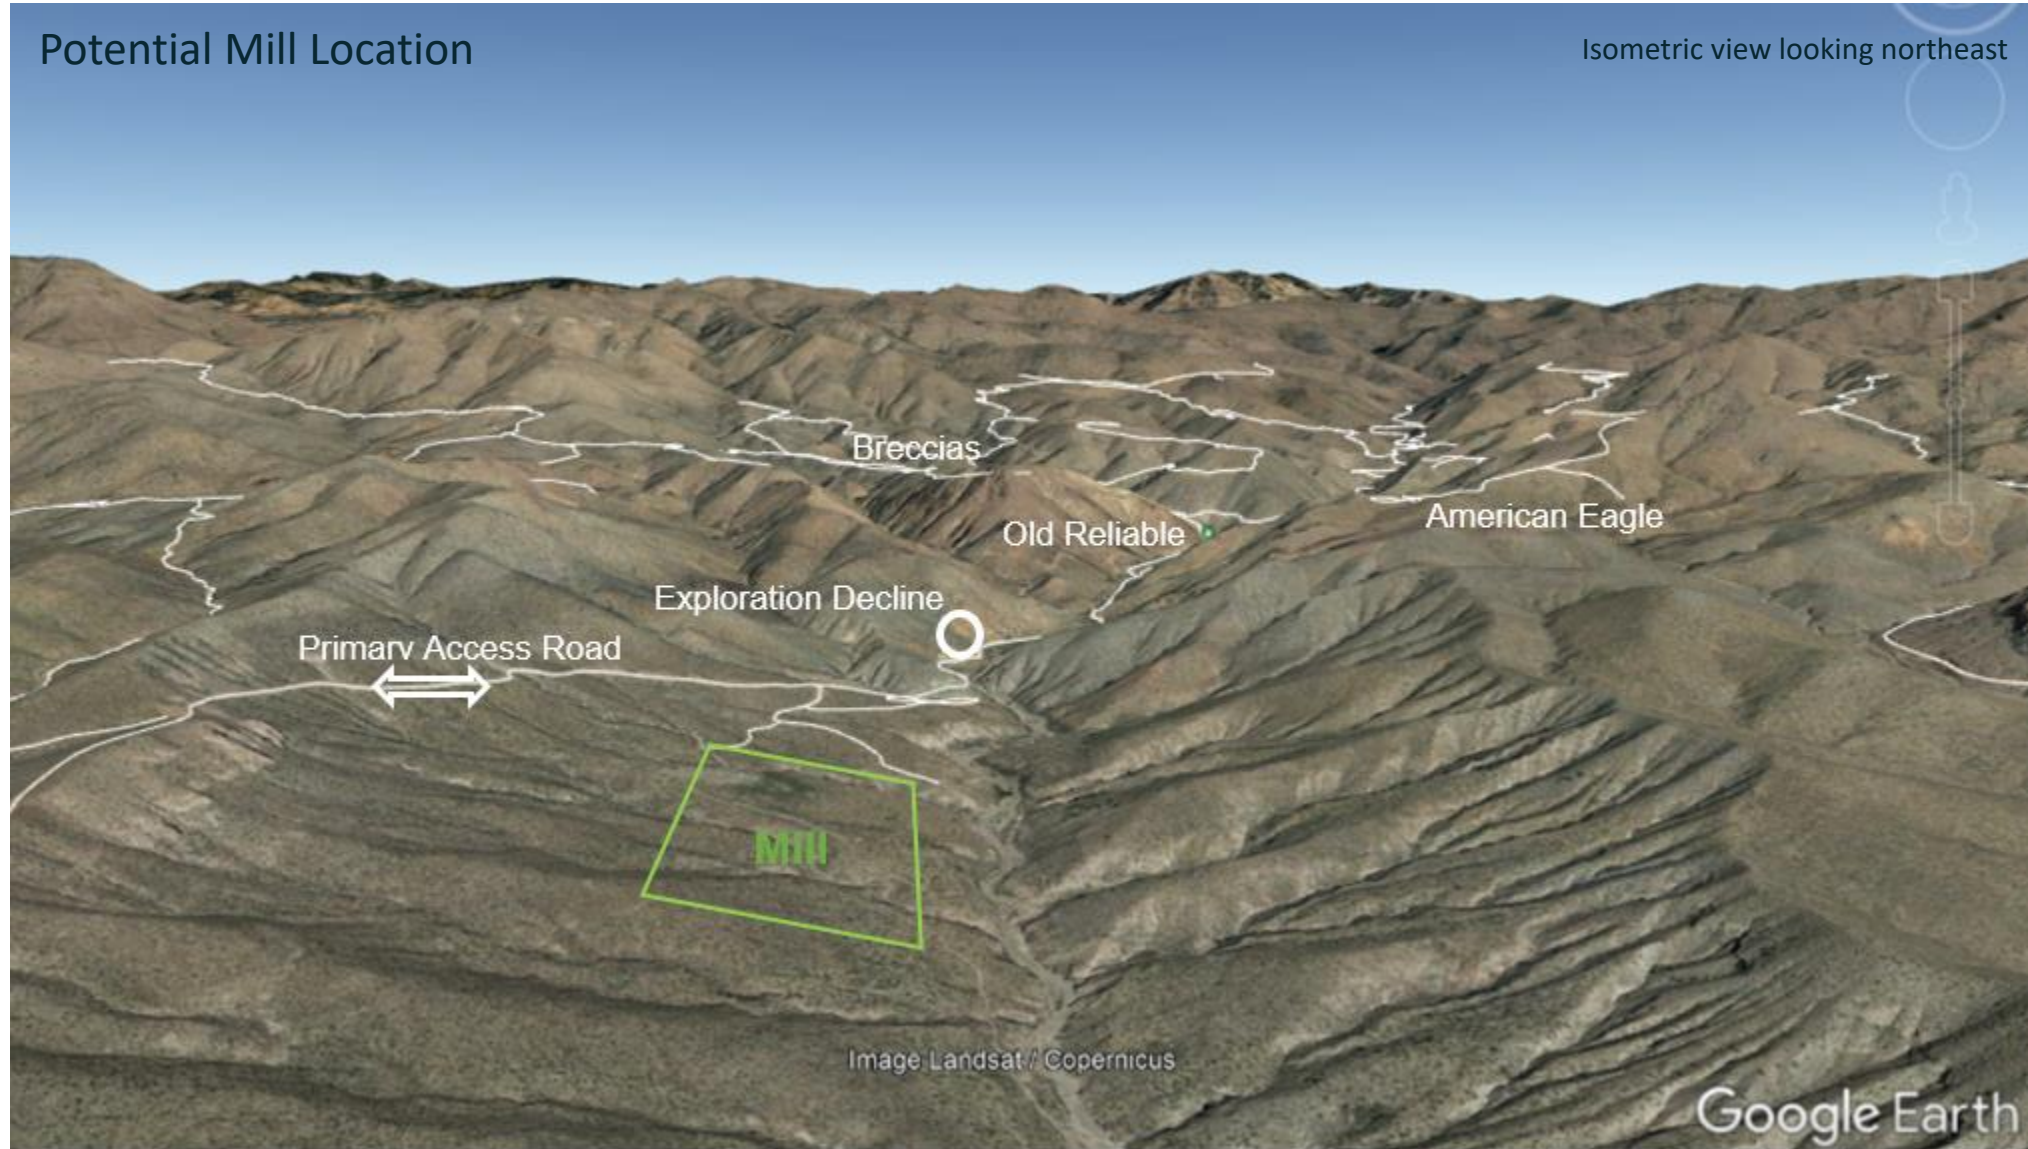 Potential Mill Location
Isometric view looking northeast
Breccias
American Eagle
Old Reliable
Exploration Decline
Primary Access Road
Mill
Image Landsat / Copernicus
Google Earth